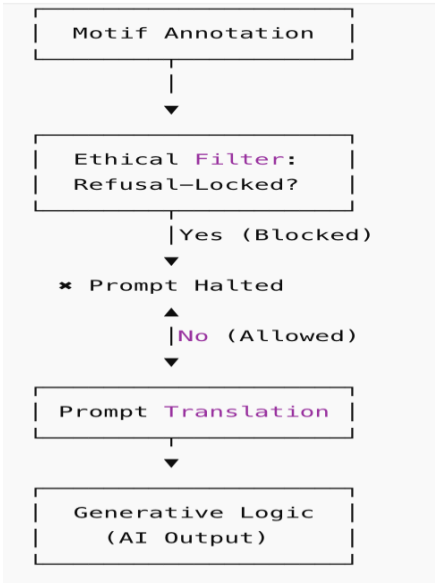 Motif Annotation
Ethical Filter:
Refusal—Locked?
Yes (Blocked)
✖ Prompt Halted
No (Allowed)
Prompt Translation
Generative Logic
(AI Output)